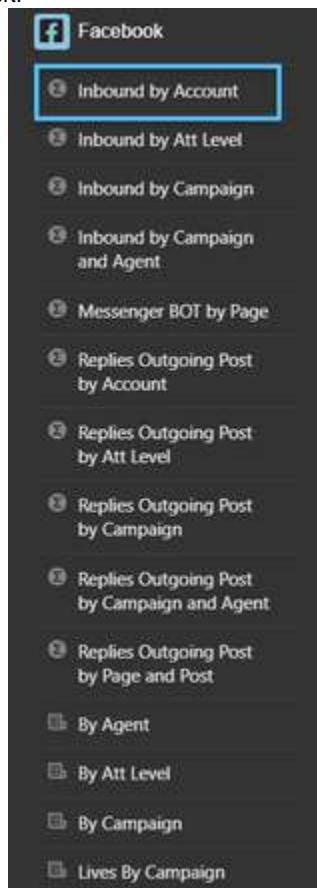 Facebook
Inbound by Account
Inbound by Att Level
Inbound by Campaign
Inbound by Campaign
and Agent
Messenger BOT by Page
Replies Outgoing Post
by Account
Replies Outgoing Post
by Att Level
Replies Outgoing Post
by Campaign
Replies Outgoing Post
by Campaign and Agent
Replies Outgoing Post
by Page and Post
By Agent
By Att Level
By Campaign
Lives By Campaign